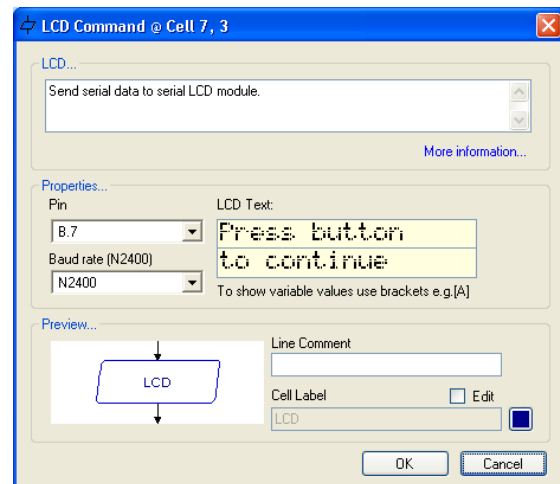 LCD Command @ Cell 7, 3
LCD...
Send serial data to serial LCD module.
More information...
Properties...
Pin
B.7
Baud rate (N2400)
N2400
LCD Text:
Press button
to continue
To show variable values use brackets e.g.[A]
Preview...
LCD
Line Comment
Cell Label
Edit
LCD
OK
Cancel